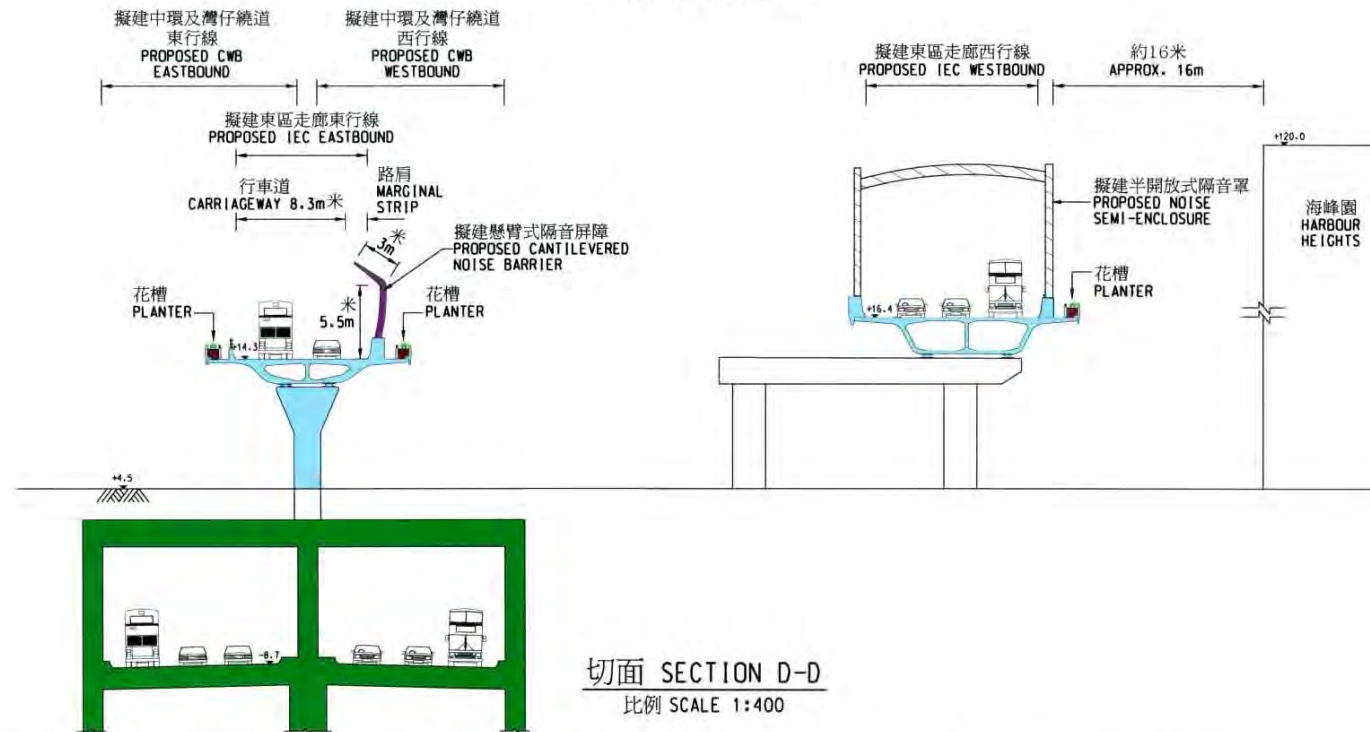 擬建中環及灣仔繞道
東行線
PROPOSED CWB
EASTBOUND
擬建中環及灣仔繞道
西行線
PROPOSED CWB
WESTBOUND
擬建東區走廊東行線
PROPOSED IEC EASTBOUND
行車道
CARRIAGEWAY 8.3m米
路肩
MARGINAL
STRIP
米
3m
擬建懸臂式隔音屏障
PROPOSED CANTILEVERED
NOISE BARRIER
花槽
PLANTER
米
5.5m
花槽
PLANTER
+14.3
+4.5
-8.7
擬建東區走廊西行線
PROPOSED IEC WESTBOUND
約16米
APPROX. 16m
+120.0
擬建半開放式隔音罩
PROPOSED NOISE
SEMI-ENCLOSURE
海峰園
HARBOUR
HEIGHTS
花槽
PLANTER
+16.4
切面 SECTION D-D
比例 SCALE 1:400